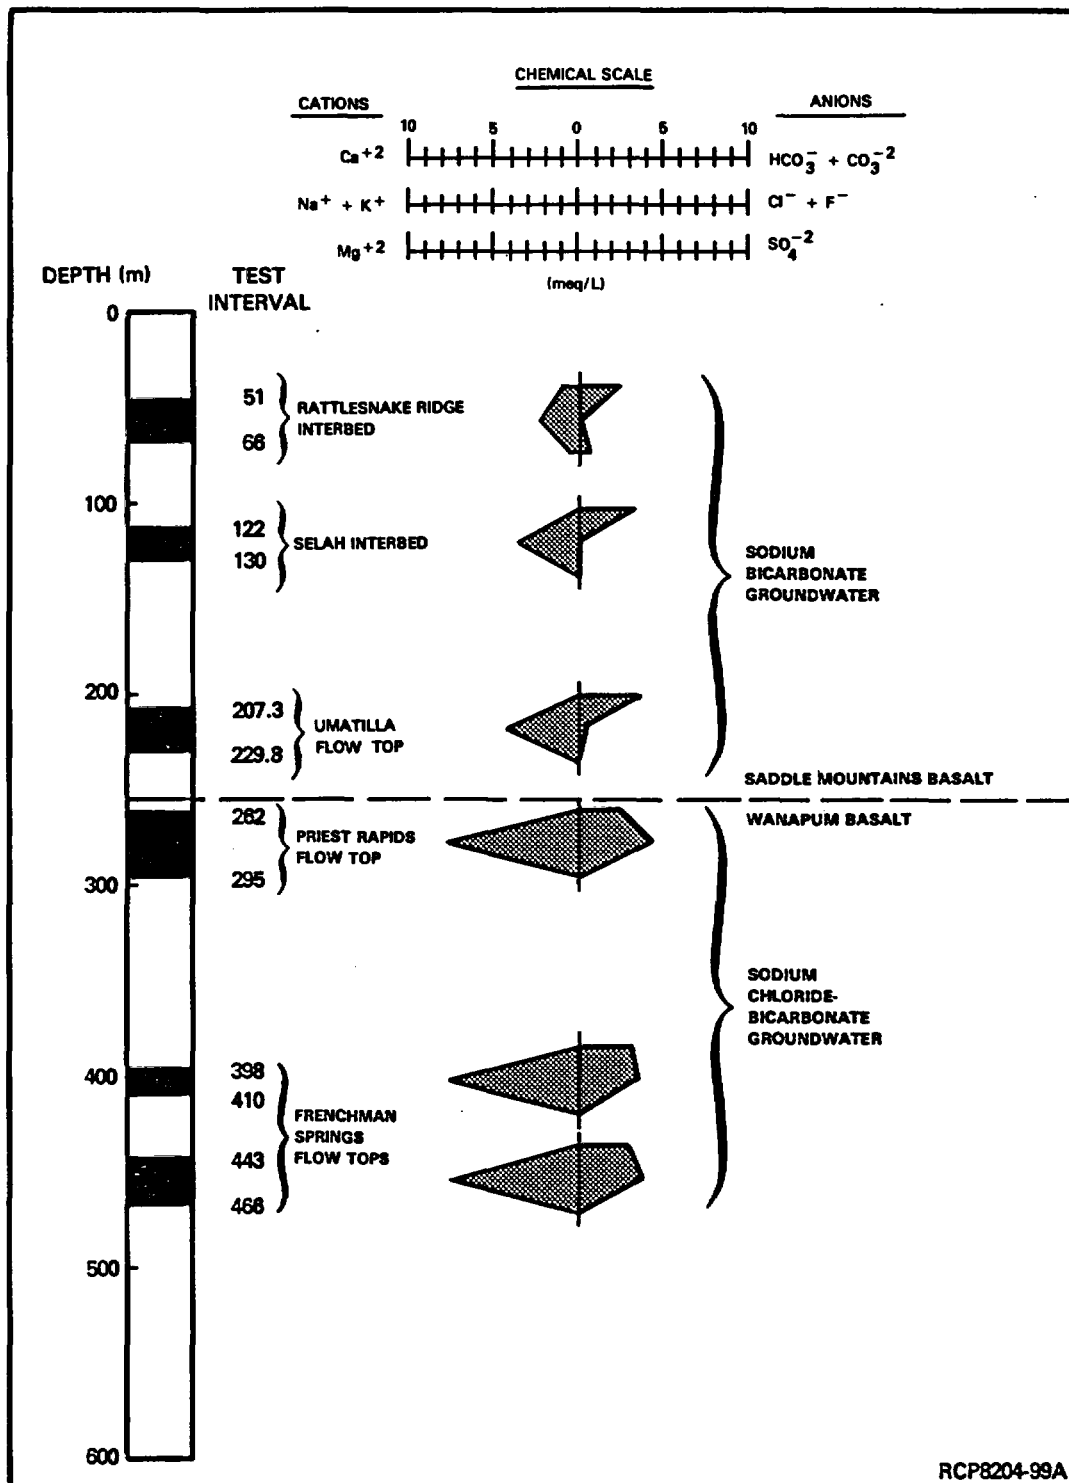 CHEMICAL SCALE
CATIONS
ANIONS
10 5 0 5 10
Ca+2
HCO3- + CO3-2
Na+ + K+
Cl- + F-
Mg+2
SO4-2
(meq/L)
DEPTH (m)
TEST
INTERVAL
0
51
66
RATTLESNAKE RIDGE
INTERBED
100
122
130
SELAH INTERBED
SODIUM
BICARBONATE
GROUNDWATER
200
207.3
229.8
UMATILLA
FLOW TOP
SADDLE MOUNTAINS BASALT
WANAPUM BASALT
262
295
PRIEST RAPIDS
FLOW TOP
300
SODIUM
CHLORIDE-
BICARBONATE
GROUNDWATER
400
398
410
443
466
FRENCHMAN
SPRINGS
FLOW TOPS
500
600
RCP8204-99A